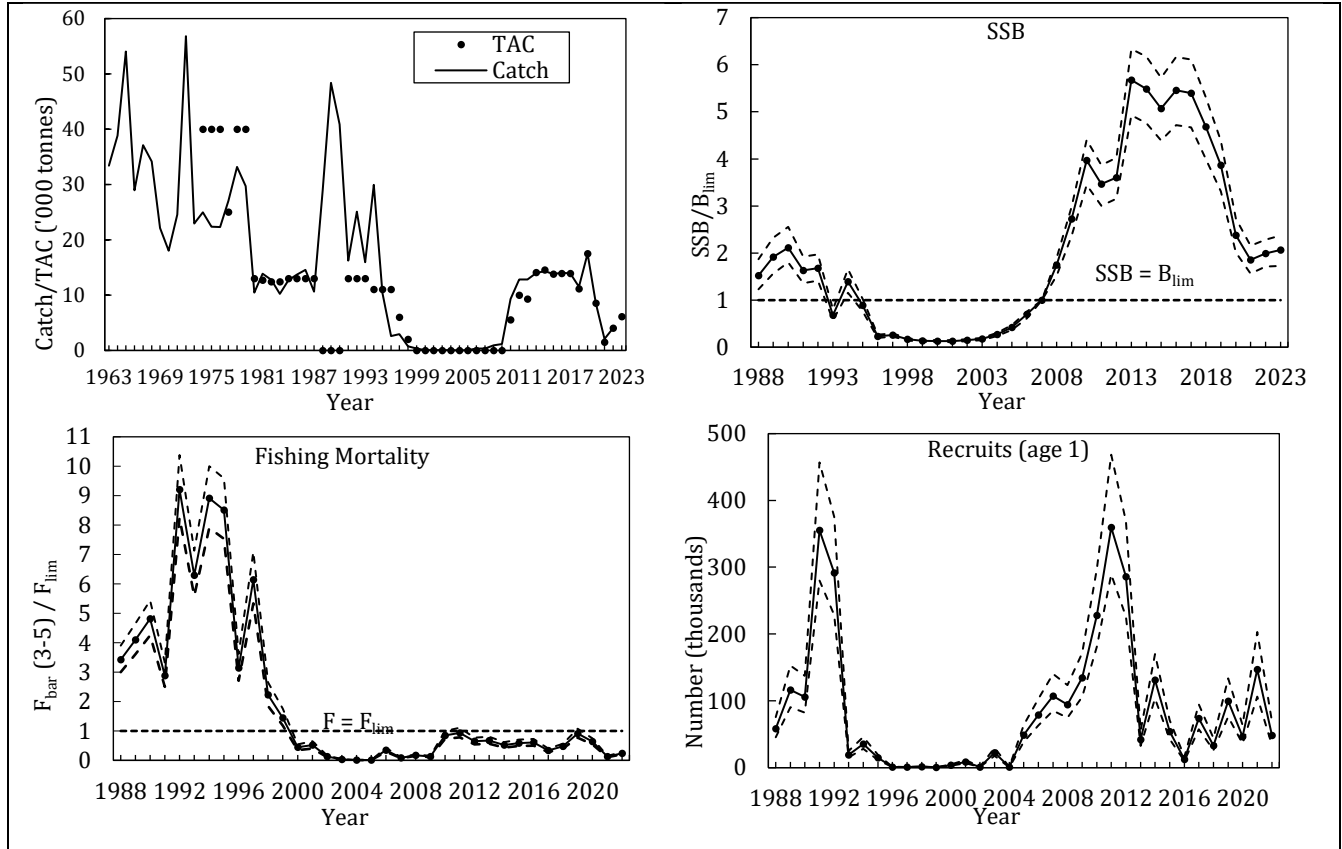 60
50
40
30
20
10
0
Catch/TAC ('000 tonnes)
TAC
Catch
1963 1969 1975 1981 1987 1993 1999 2005 2011 2017 2023
Year
SSB
7
6
5
4
3
2
1
0
SSB/Blim
SSB = Blim
1988 1993 1998 2003 2008 2013 2018 2023
Year
Fishing Mortality
11
10
9
8
7
6
5
4
3
2
1
0
Fbar (3-5) / Flim
F = Flim
1988 1992 1996 2000 2004 2008 2012 2016 2020
Year
Recruits (age 1)
500
400
300
200
100
0
Number (thousands)
1988 1992 1996 2000 2004 2008 2012 2016 2020
Year